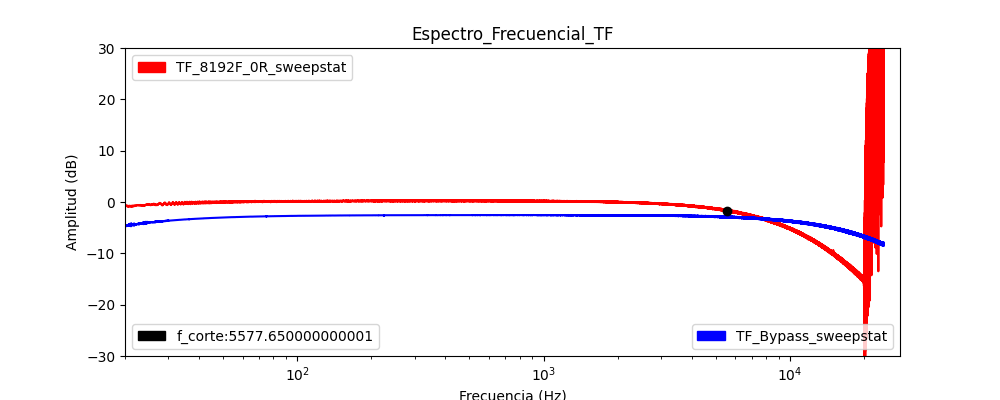 Espectro_Frecuencial_TF
30
20
10
0
−10
−20
−30
Amplitud (dB)
TF_8192F_0R_sweepstat
f_corte:5577.650000000001
TF_Bypass_sweepstat
10²
10³
10⁴
Frecuencia (Hz)